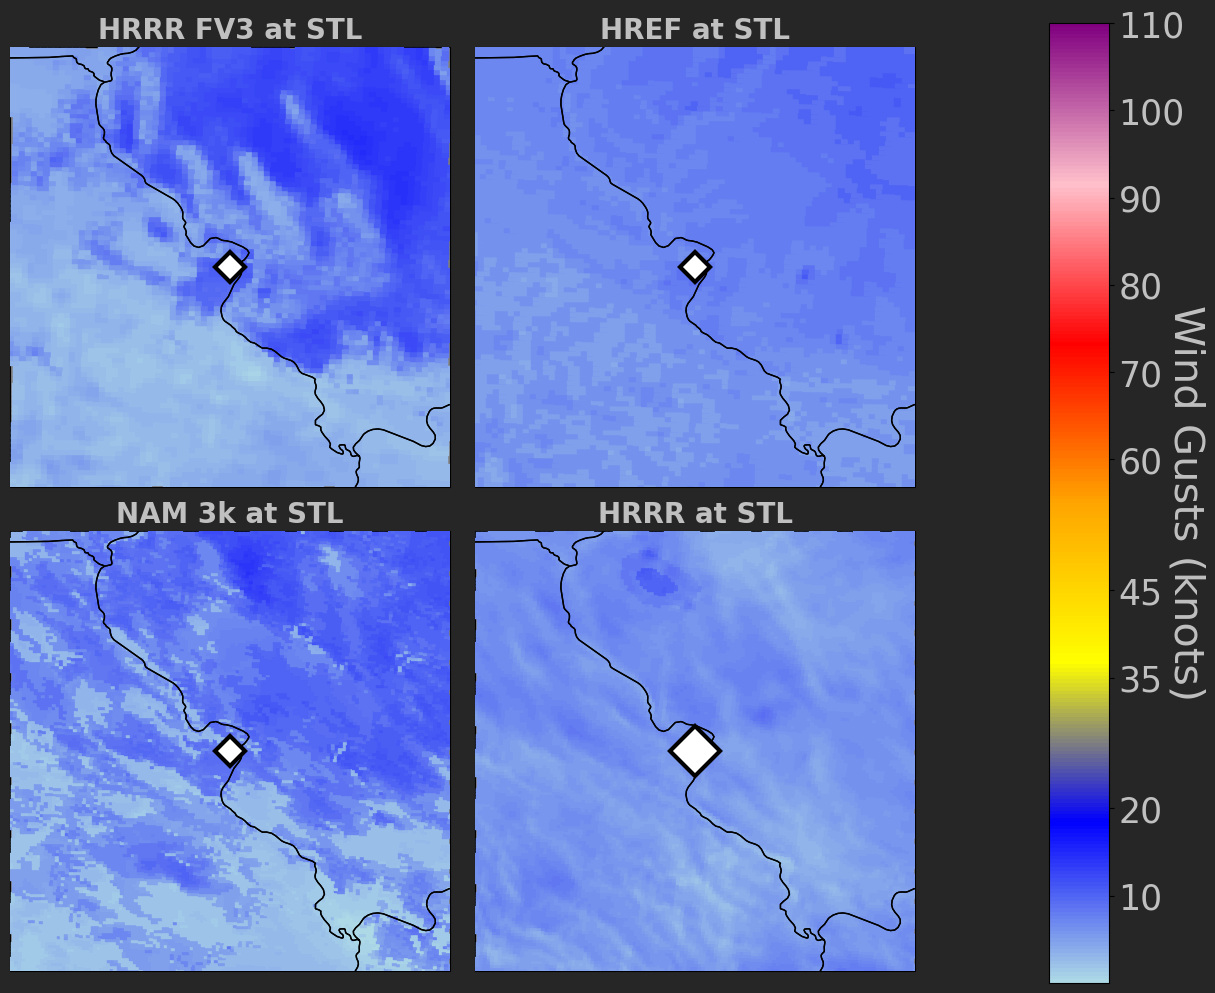 HRRR FV3 at STL
HREF at STL
NAM 3k at STL
HRRR at STL
110
100
90
80
70
60
45
35
20
10
Wind Gusts (knots)